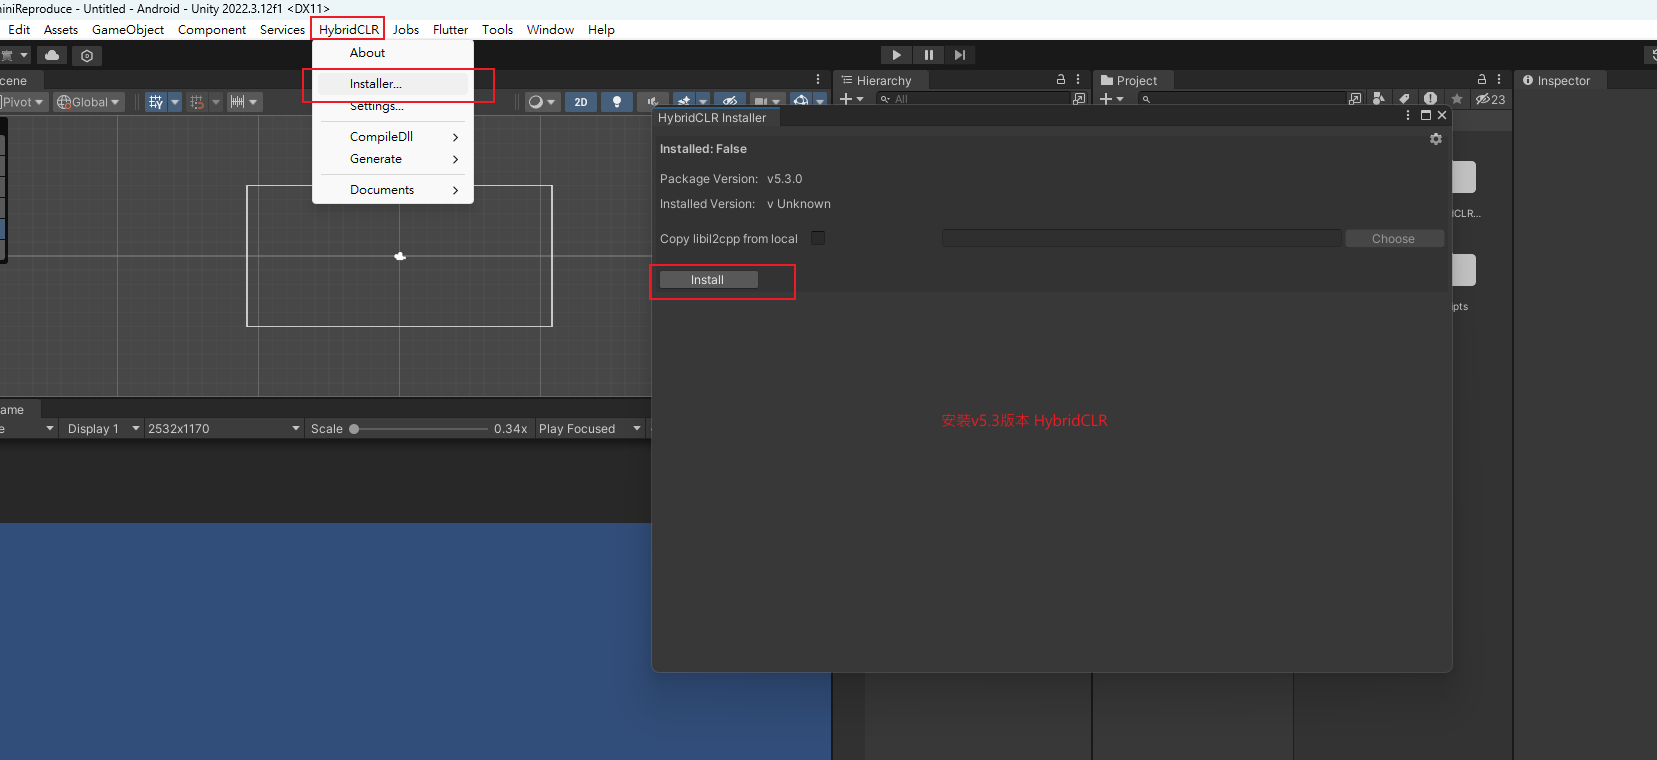 niniReproduce - Untitled - Android - Unity 2022.3.12f1 <DX11>
Edit Assets GameObject Component Services HybridCLR Jobs Flutter Tools Window Help
About
Installer...
Settings...
CompileDll
Generate
Documents
cene
Pivot
Global
2D
Hierarchy
All
Project
23
Inspector
HybridCLR Installer
Installed: False
Package Version: v5.3.0
Installed Version: v Unknown
Copy libil2cpp from local
Choose
Install
CLR...
ipts
安装v5.3版本 HybridCLR
ame
e
Display 1
2532x1170
Scale
0.34x
Play Focused